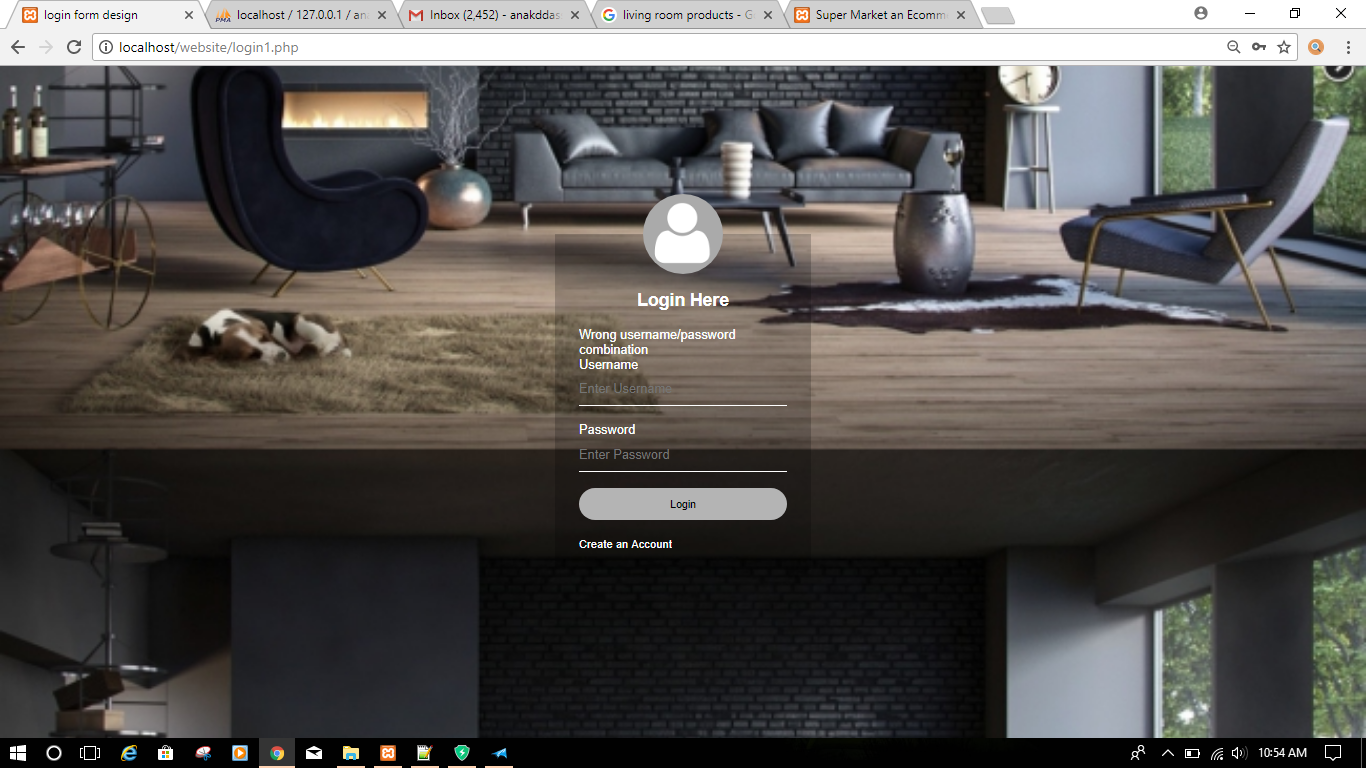 login form design
localhost / 127.0.0.1 / an
Inbox (2,452) - anakddas
living room products - G
Super Market an Ecomm
localhost/website/login1.php
Login Here
Wrong username/password
combination
Username
Enter Username
Password
Enter Password
Login
Create an Account
10:54 AM